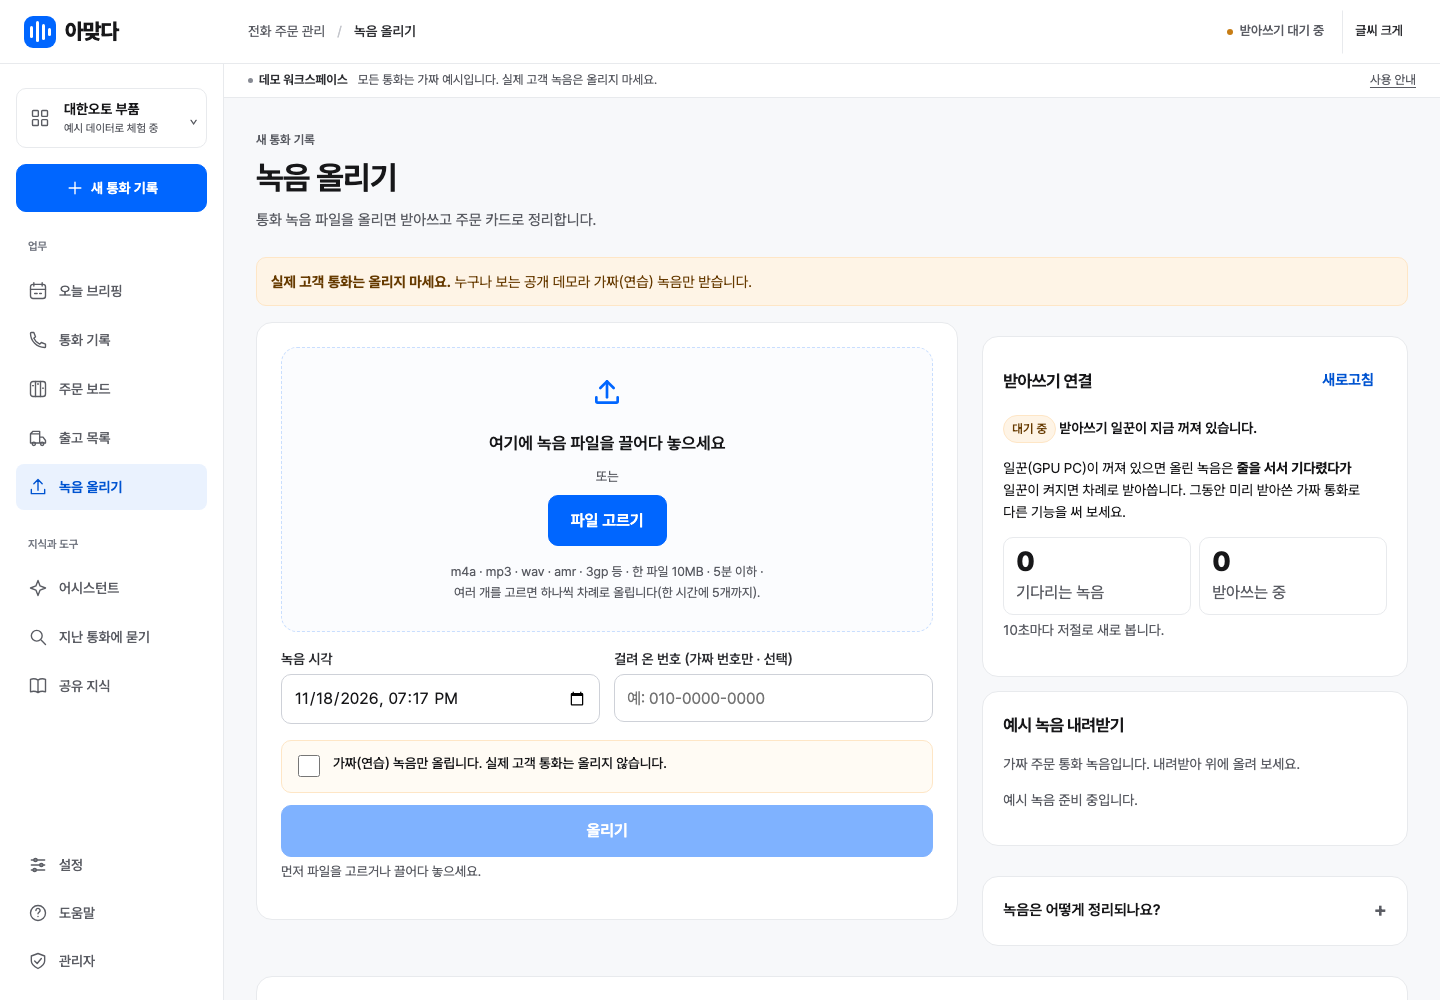 아맞다
전화 주문 관리 / 녹음 올리기
받아쓰기 대기 중
글씨 크게
데모 워크스페이스 모든 통화는 가짜 예시입니다. 실제 고객 녹음은 올리지 마세요.
사용 안내
대한오토 부품
예시 데이터로 체험 중
새 통화 기록
업무
오늘 브리핑
통화 기록
주문 보드
출고 목록
녹음 올리기
지식과 도구
어시스턴트
지난 통화에 묻기
공유 지식
설정
도움말
관리자
새 통화 기록
녹음 올리기
통화 녹음 파일을 올리면 받아쓰고 주문 카드로 정리합니다.
실제 고객 통화는 올리지 마세요. 누구나 보는 공개 데모라 가짜(연습) 녹음만 받습니다.
여기에 녹음 파일을 끌어다 놓으세요
또는
파일 고르기
m4a · mp3 · wav · amr · 3gp 등 · 한 파일 10MB · 5분 이하 ·
여러 개를 고르면 하나씩 차례로 올립니다(한 시간에 5개까지).
녹음 시각
11/18/2026, 07:17 PM
걸려 온 번호 (가짜 번호만 · 선택)
예: 010-0000-0000
가짜(연습) 녹음만 올립니다. 실제 고객 통화는 올리지 않습니다.
올리기
먼저 파일을 고르거나 끌어다 놓으세요.
받아쓰기 연결
새로고침
대기 중 받아쓰기 일꾼이 지금 꺼져 있습니다.
일꾼(GPU PC)이 꺼져 있으면 올린 녹음은 줄을 서서 기다렸다가
일꾼이 켜지면 차례로 받아씁니다. 그동안 미리 받아쓴 가짜 통화로
다른 기능을 써 보세요.
0
기다리는 녹음
0
받아쓰는 중
10초마다 저절로 새로 봅니다.
예시 녹음 내려받기
가짜 주문 통화 녹음입니다. 내려받아 위에 올려 보세요.
예시 녹음 준비 중입니다.
녹음은 어떻게 정리되나요? +